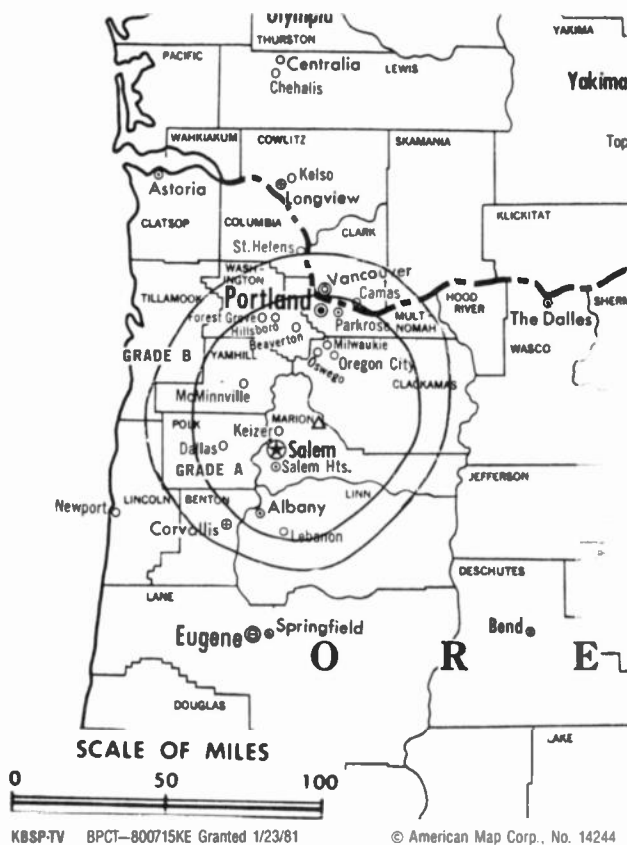 Olympia
THURSTON
YAKIMA
PACIFIC
Centralia
LEWIS
Chehalis
Yakima
WAHKIAKUM
COWLITZ
SKAMANIA
Top
Kelso
Astoria
Longview
CLATSOP
COLUMBIA
CLARK
KLICKITAT
St. Helens
WASH-
INGTON
Vancouver
TILLAMOOK
Portland
Camas
HOOD
RIVER
SHERM
Forest Grove
Parkrose
MULT-
NOMAH
The Dalles
Hillsboro
Beaverton
Milwaukie
WASCO
GRADE B
YAMHILL
Oswego
Oregon City
McMinnville
CLACKAMAS
POLK
MARION
Keizer
Dallas
Salem
GRADE A
Salem Hts.
JEFFERSON
LINN
LINCOLN
BENTON
Newport
Albany
Corvallis
Lebanon
DESCHUTES
LANE
Eugene
Springfield
Bend
O R E
DOUGLAS
LAKE
SCALE OF MILES
0 50 100
KBSP-TV BPCT—800715KE Granted 1/23/81 © American Map Corp., No. 14244